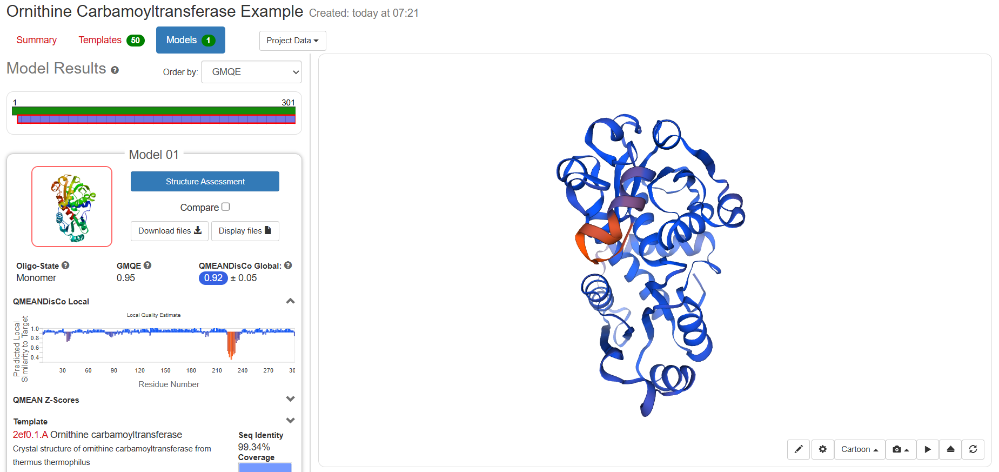 Ornithine Carbamoyltransferase Example Created: today at 07:21
Summary Templates 50 Models 1 Project Data
Model Results
Order by: GMQE
1 301
Model 01
Structure Assessment
Compare
Download files Display files
Oligo-State GMQE QMEANDisCo Global:
Monomer 0.95 0.92 ± 0.05
QMEANDisCo Local
Local Quality Estimate
Predicted Local
Similarity to Target
1.0
0.8
0.6
0.4
30 60 90 120 150 180 210 240 270 30
Residue Number
QMEAN Z-Scores
Template
2ef0.1.A Ornithine carbamoyltransferase
Crystal structure of ornithine carbamoyltransferase from
thermus thermophilus
Seq Identity
99.34%
Coverage
Cartoon